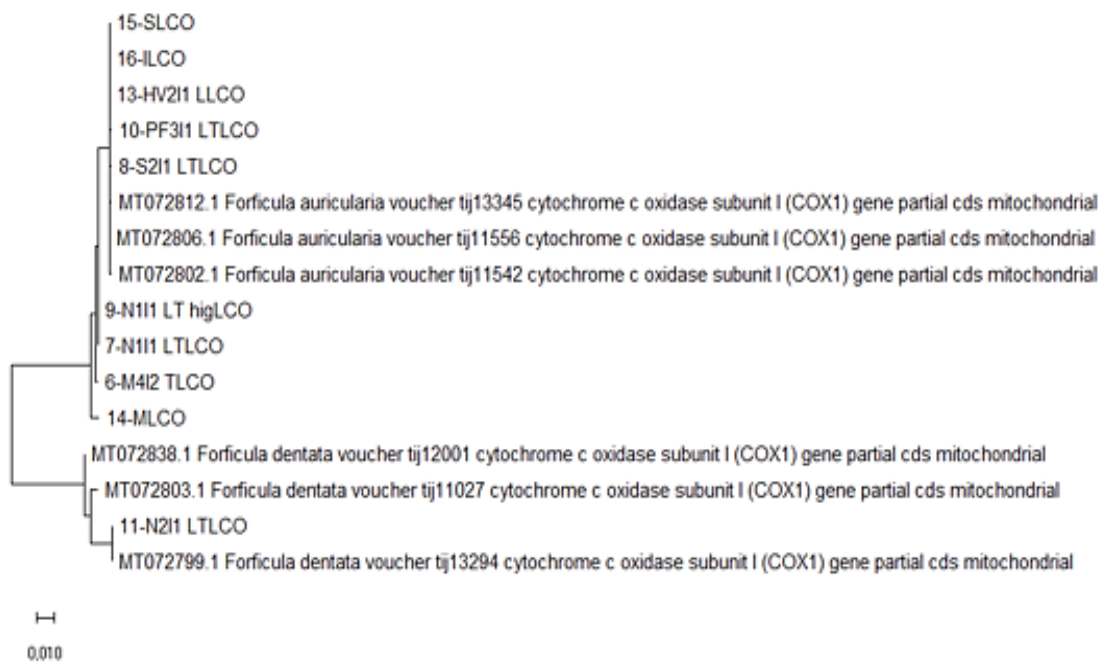 15-SLCO
16-ILCO
13-HV2I1 LLCO
10-PF3I1 LTLCO
8-S2I1 LTLCO
MT072812.1 Forficula auricularia voucher tij13345 cytochrome c oxidase subunit I (COX1) gene partial cds mitochondrial
MT072806.1 Forficula auricularia voucher tij11556 cytochrome c oxidase subunit I (COX1) gene partial cds mitochondrial
MT072802.1 Forficula auricularia voucher tij11542 cytochrome c oxidase subunit I (COX1) gene partial cds mitochondrial
9-N1I1 LT higLCO
7-N1I1 LTLCO
6-M4I2 TLCO
14-MLCO
MT072838.1 Forficula dentata voucher tij12001 cytochrome c oxidase subunit I (COX1) gene partial cds mitochondrial
MT072803.1 Forficula dentata voucher tij11027 cytochrome c oxidase subunit I (COX1) gene partial cds mitochondrial
11-N2I1 LTLCO
MT072799.1 Forficula dentata voucher tij13294 cytochrome c oxidase subunit I (COX1) gene partial cds mitochondrial
0.010